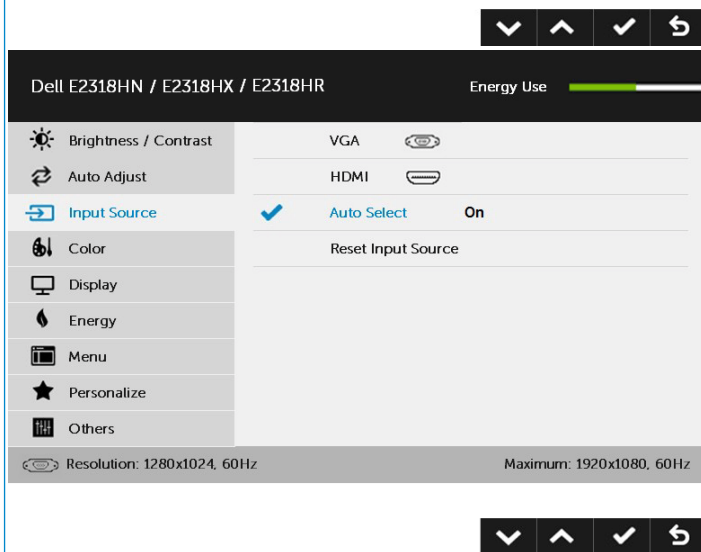 Dell E2318HN / E2318HX / E2318HR Energy Use
Brightness / Contrast VGA
Auto Adjust HDMI
Input Source Auto Select On
Color Reset Input Source
Display
Energy
Menu
Personalize
Others
Resolution: 1280x1024, 60Hz Maximum: 1920x1080, 60Hz